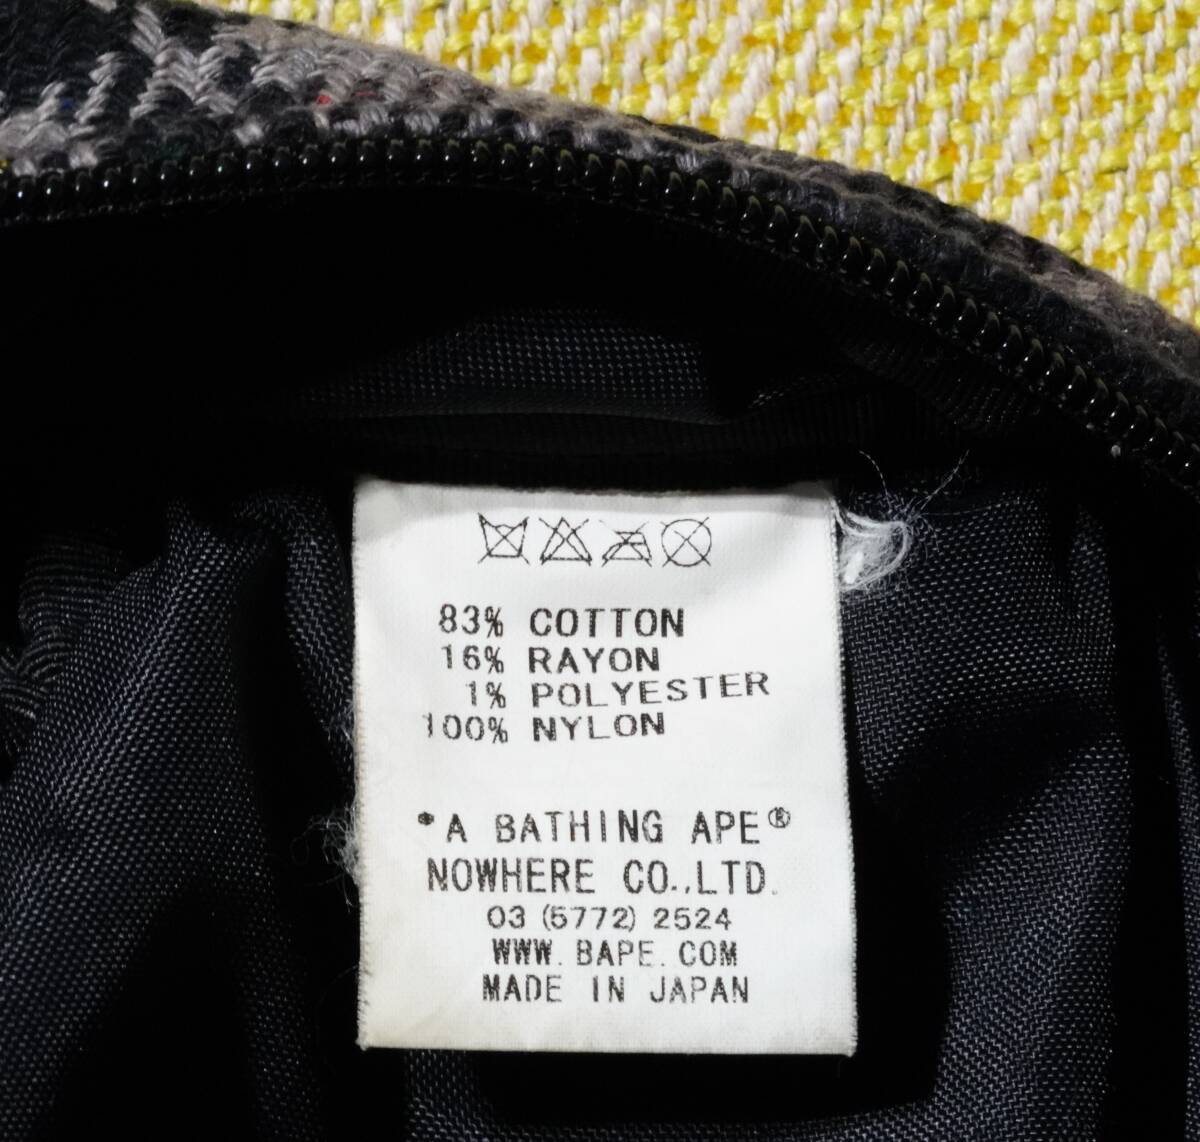 83% COTTON
16% RAYON
1% POLYESTER
100% NYLON
*A BATHING APE®
NOWHERE CO.,LTD.
03 (5772) 2524
WWW. BAPE. COM
MADE IN JAPAN